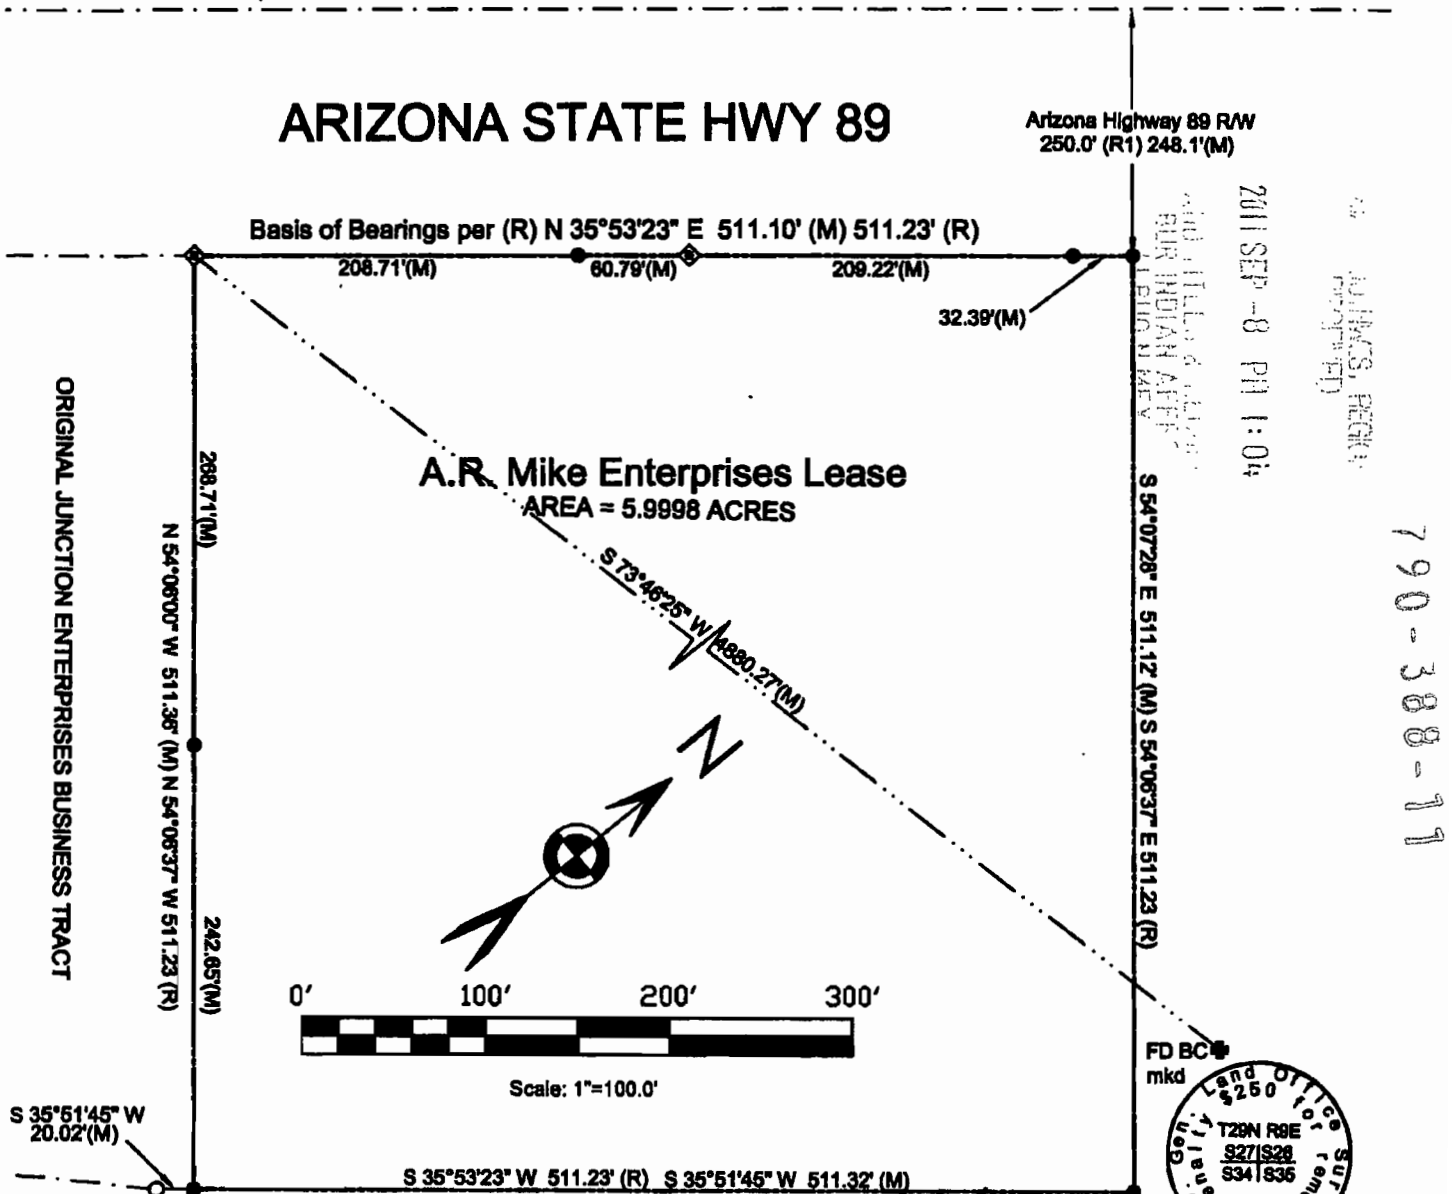 ARIZONA STATE HWY 89
Arizona Highway 89 R/W
250.0' (R1) 248.1'(M)
Basis of Bearings per (R) N 35°53'23" E 511.10' (M) 511.23' (R)
208.71'(M)
60.79'(M)
209.22'(M)
32.39'(M)
2011 SEP -8 PM 1:04
790-388-11
ORIGINAL JUNCTION ENTERPRISES BUSINESS TRACT
268.71'(M)
N 54°06'00" W 511.36' (M) N 54°06'37" W 511.23 (R)
242.65'(M)
A.R. Mike Enterprises Lease
AREA = 5.9998 ACRES
S 73°46'25" W 4880.27'(M)
S 54°07'28" E 511.12' (M) S 54°06'37" E 511.23 (R)
N
0' 100' 200' 300'
Scale: 1"=100.0'
S 35°51'45" W
20.02'(M)
S 35°53'23" W 511.23' (R) S 35°51'45" W 511.32' (M)
FD BC
mkd
Gen. Land Office Sur
$250 for rem
T29N R9E
S27 S26
S34 S35